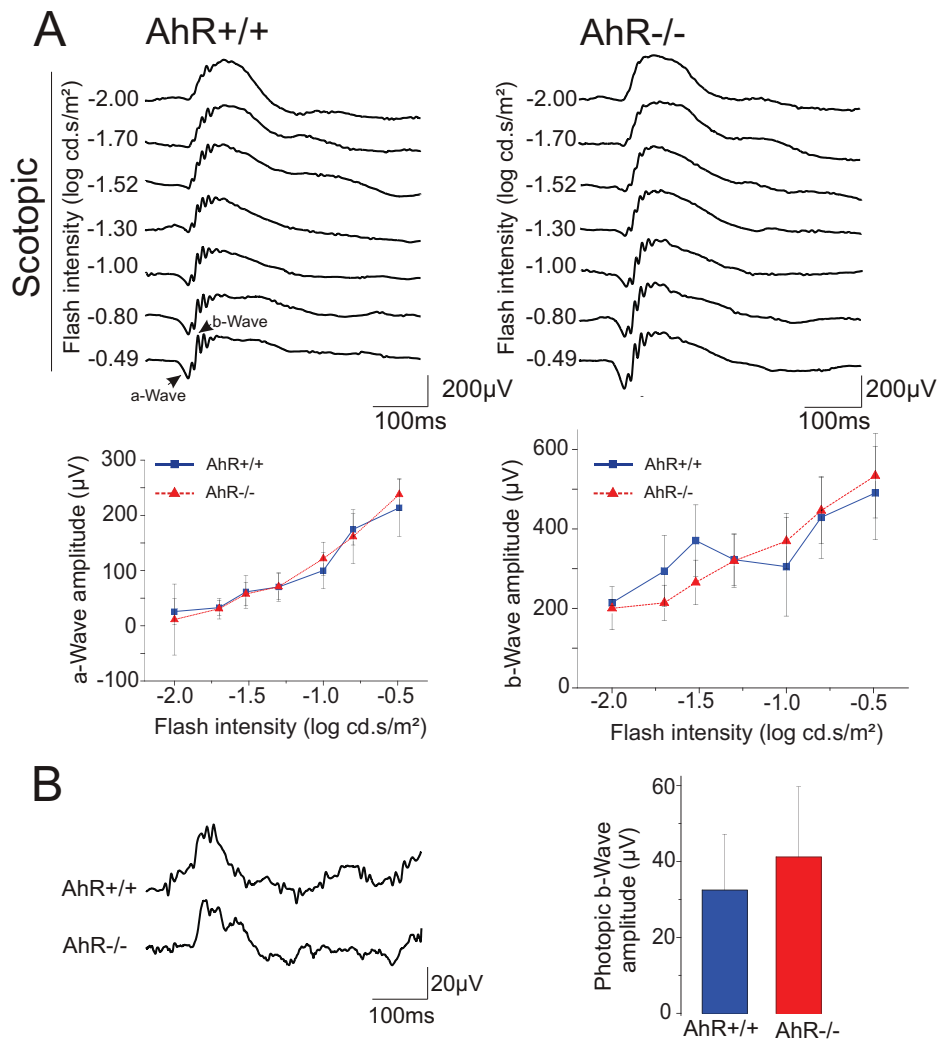 A
AhR+/+
AhR-/-
Scotopic
Flash intensity (log cd.s/m²)
-2.00
-1.70
-1.52
-1.30
-1.00
-0.80
-0.49
b-Wave
a-Wave
200µV
100ms
Flash intensity (log cd.s/m²)
-2.00
-1.70
-1.52
-1.30
-1.00
-0.80
-0.49
200µV
100ms
a-Wave amplitude (µV)
300
200
100
0
-100
AhR+/+
AhR-/-
-2.0
-1.5
-1.0
-0.5
Flash intensity (log cd.s/m²)
b-Wave amplitude (µV)
600
400
200
0
AhR+/+
AhR-/-
-2.0
-1.5
-1.0
-0.5
Flash intensity (log cd.s/m²)
B
AhR+/+
AhR-/-
20µV
100ms
Photopic b-Wave
amplitude (µV)
60
40
20
0
AhR+/+
AhR-/-